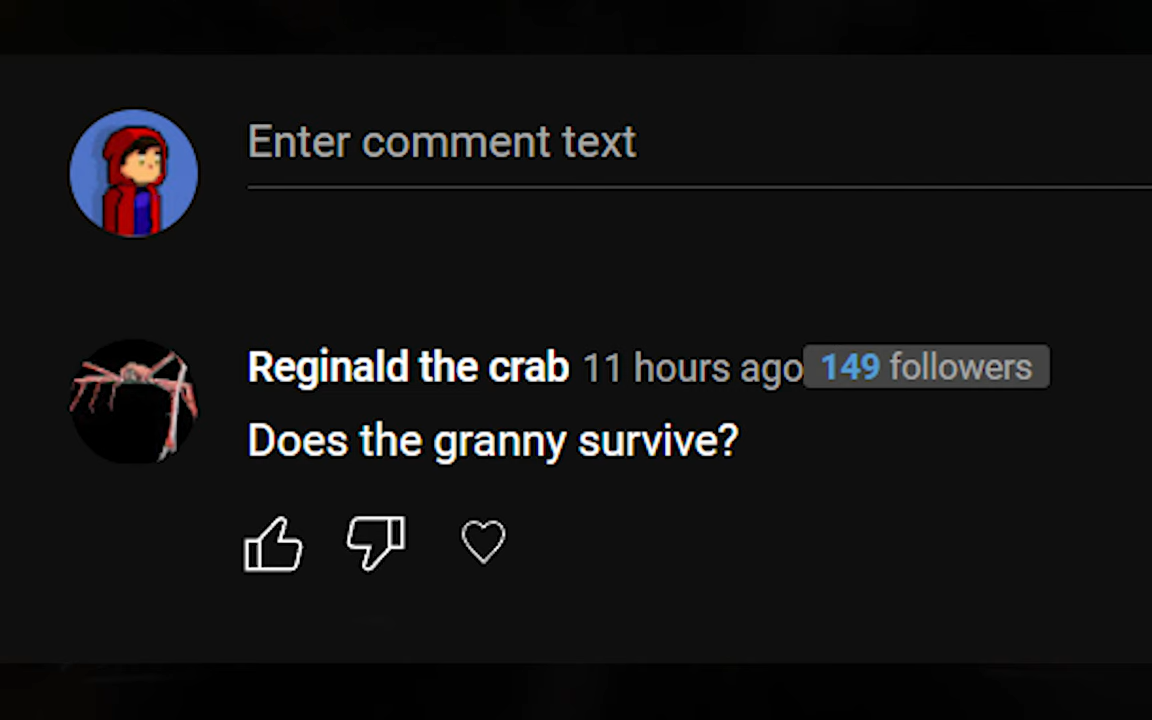 Enter comment text
Reginald the crab 11 hours ago 149 followers
Does the granny survive?